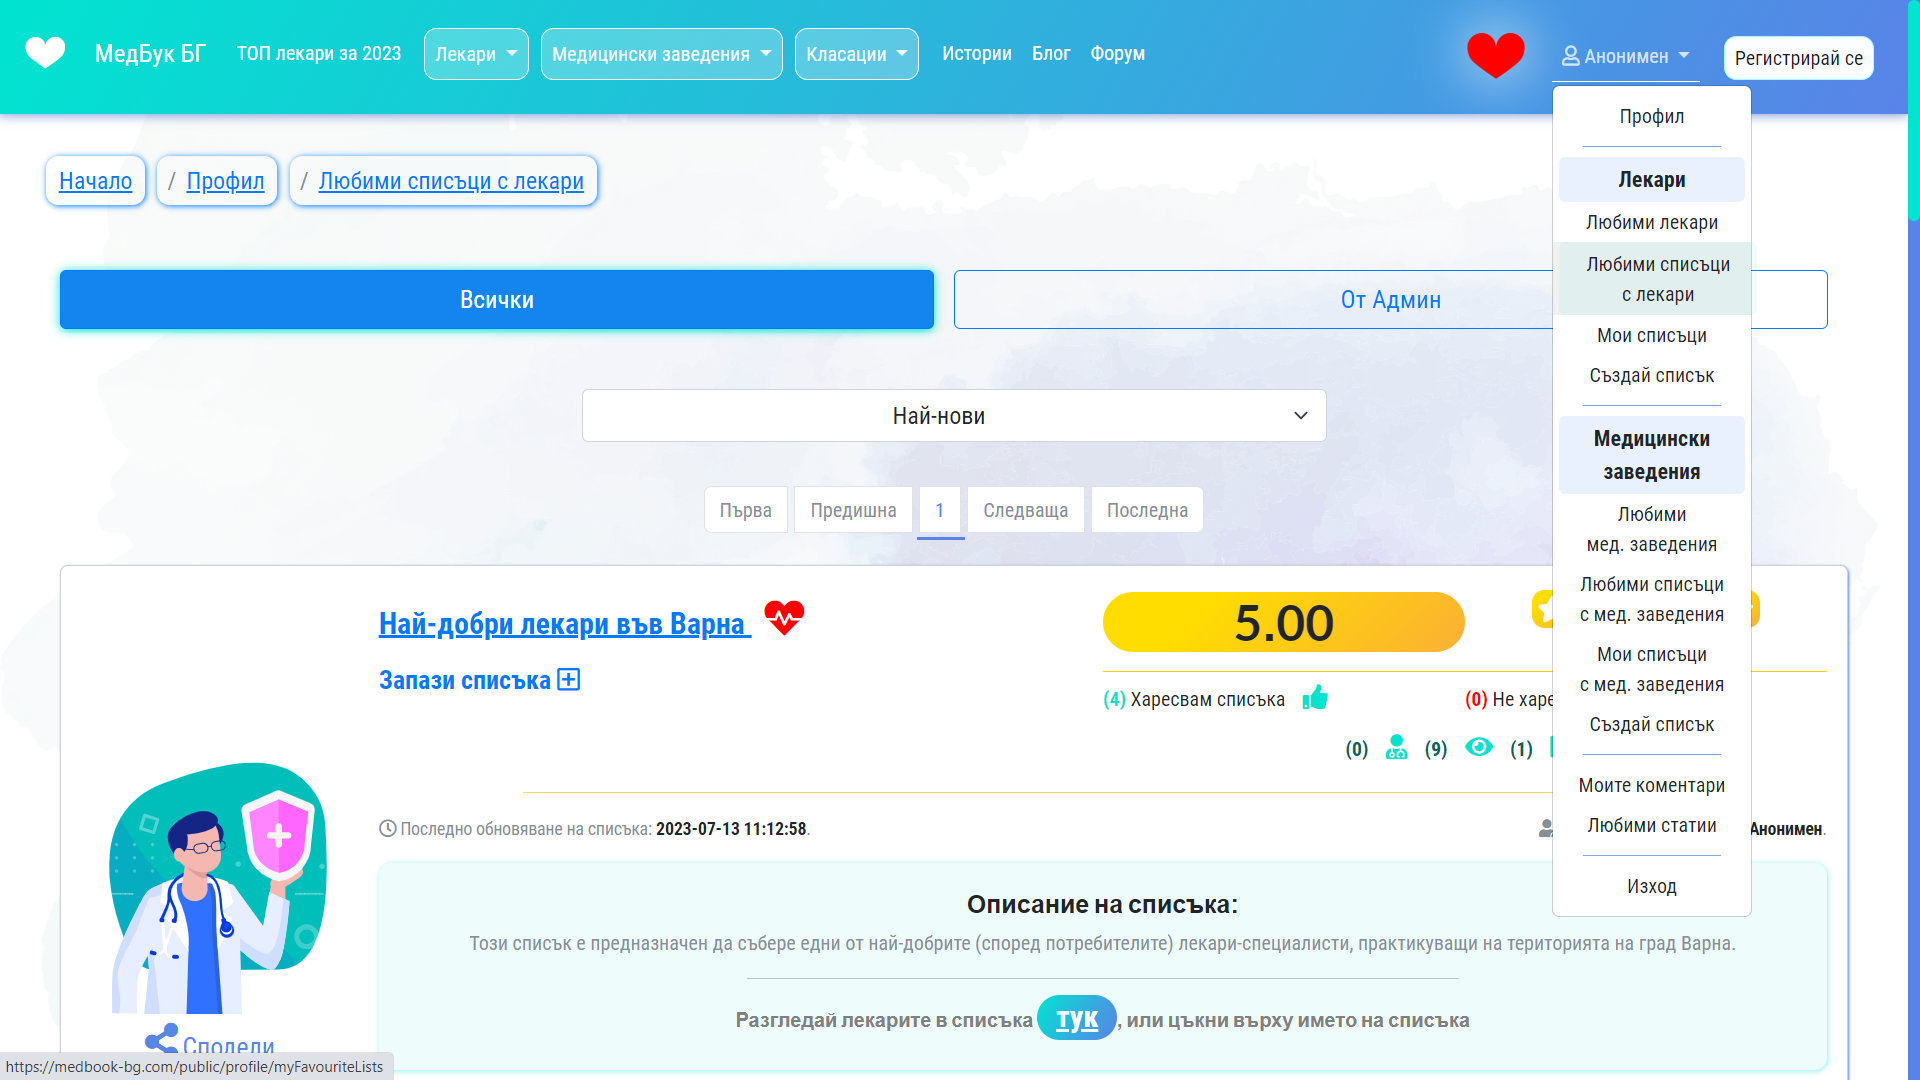 МедБук БГ
ТОП лекари за 2023
Лекари
Медицински заведения
Класации
Истории
Блог
Форум
Анонимен
Регистрирай се
Начало
/ Профил
/ Любими списъци с лекари
Всички
От Админ
Най-нови
Първа
Предишна
1
Следваща
Последна
Най-добри лекари във Варна
Запази списъка
5.00
(4) Харесвам списъка
(0) Не харе
(0)
(9)
(1)
Последно обновяване на списъка: 2023-07-13 11:12:58.
Анонимен.
Описание на списъка:
Този списък е предназначен да събере едни от най-добрите (според потребителите) лекари-специалисти, практикуващи на територията на град Варна.
Разгледай лекарите в списъка тук, или цъкни върху името на списъка
Сподели
Профил
Лекари
Любими лекари
Любими списъци
с лекари
Мои списъци
Създай списък
Медицински
заведения
Любими
мед. заведения
Любими списъци
с мед. заведения
Мои списъци
с мед. заведения
Създай списък
Моите коментари
Любими статии
Изход
https://medbook-bg.com/public/profile/myFavouriteLists